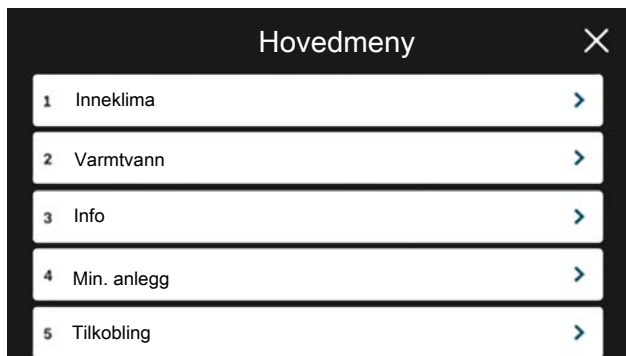 Hovedmeny
1 Inneklima
2 Varmtvann
3 Info
4 Min. anlegg
5 Tilkobling